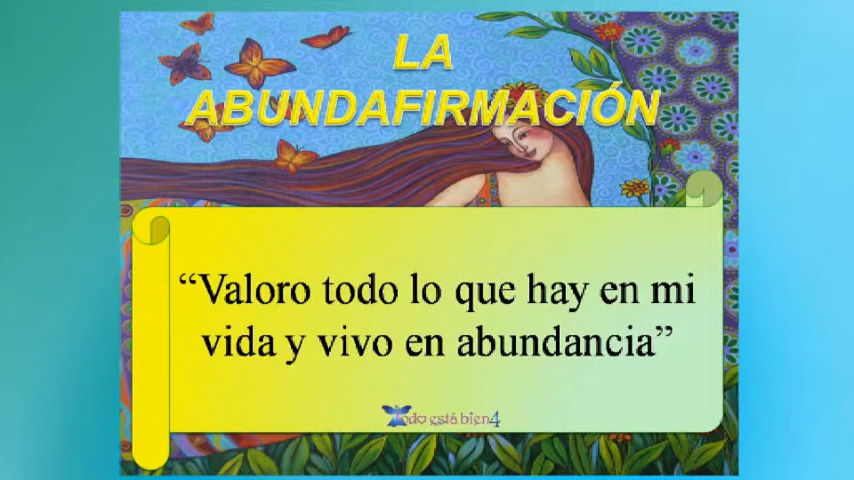 LA
ABUNDAFIRMACIÓN
“Valoro todo lo que hay en mi
vida y vivo en abundancia”
Todo está bien4